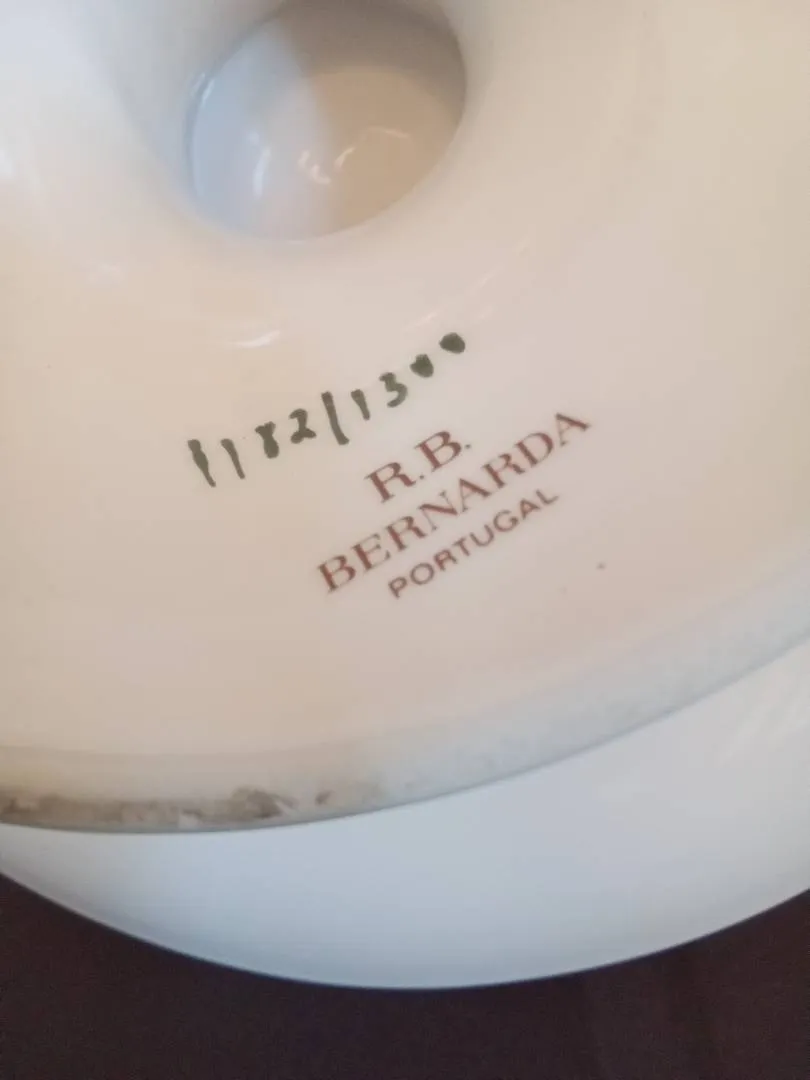 1182/1300
R.B.
BERNARDA
PORTUGAL